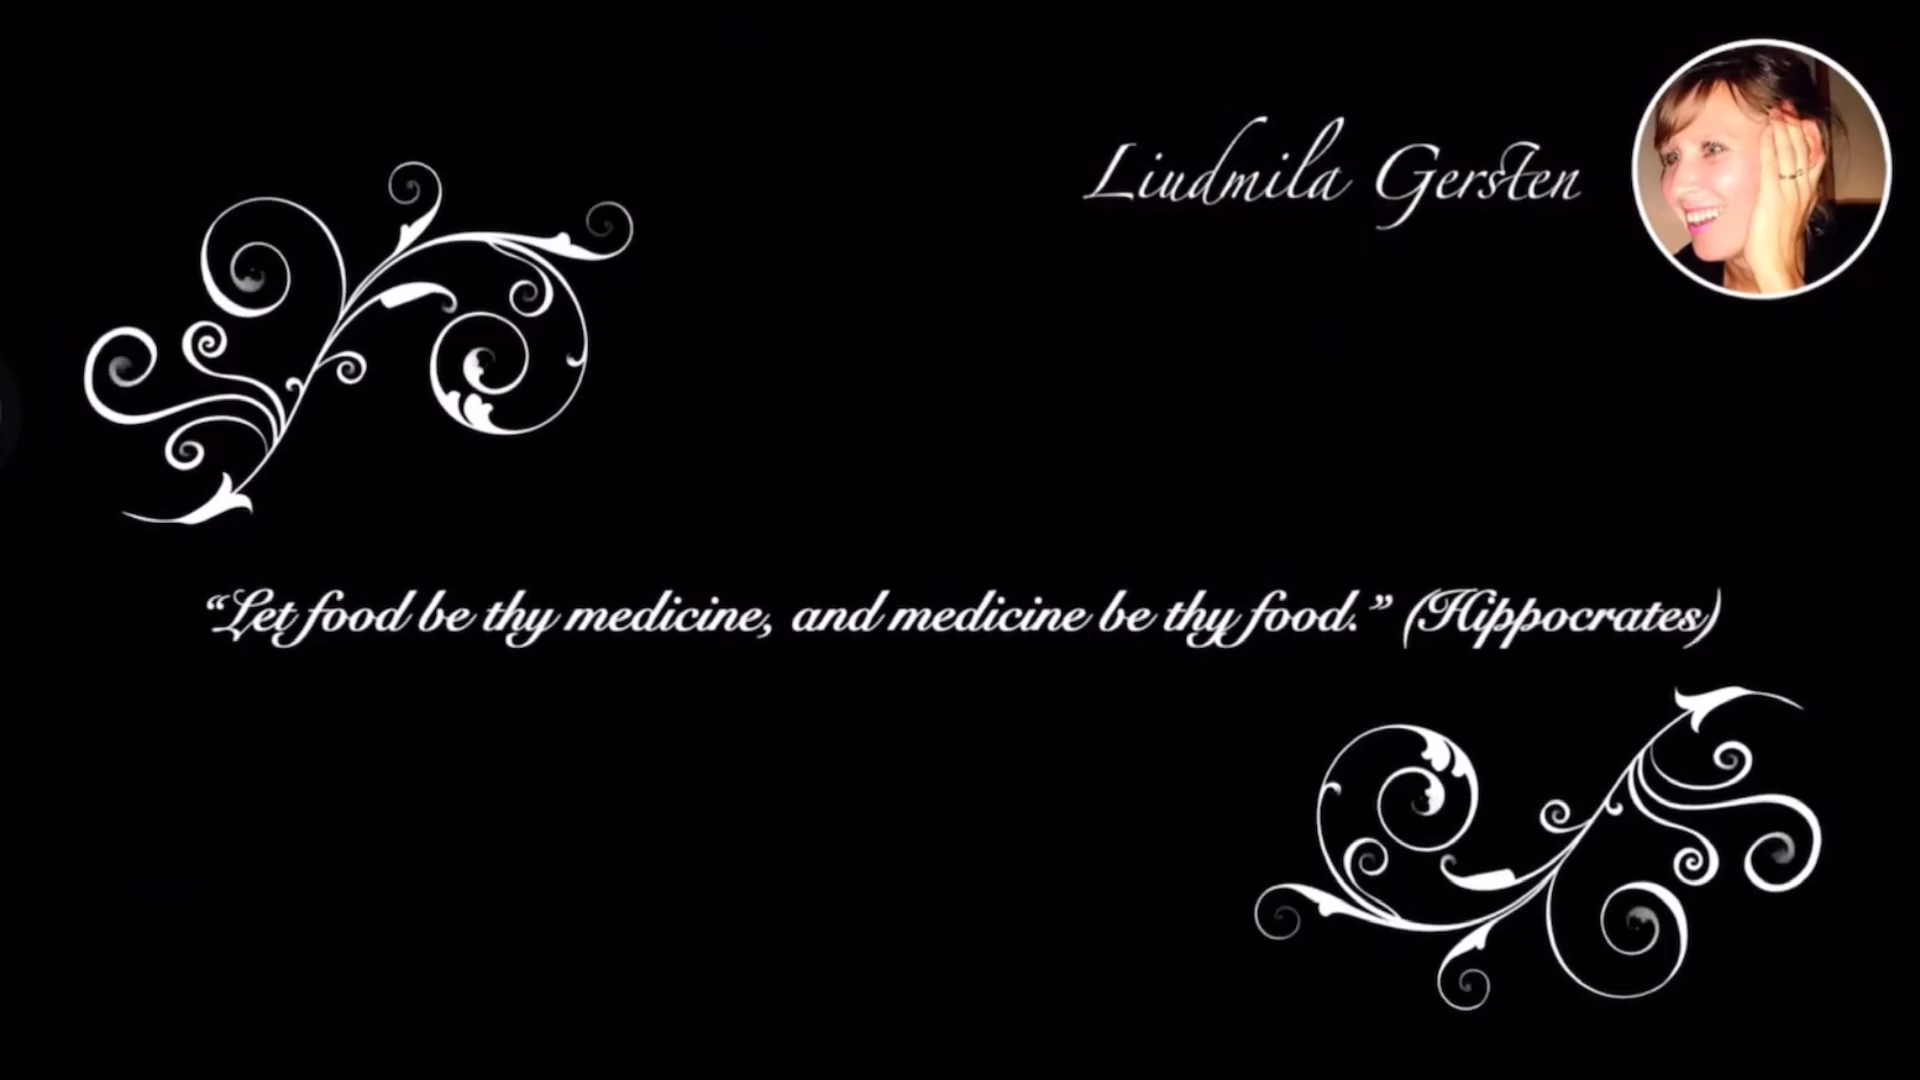 Liudmila Gersten
“Let food be thy medicine, and medicine be thy food.” (Hippocrates)